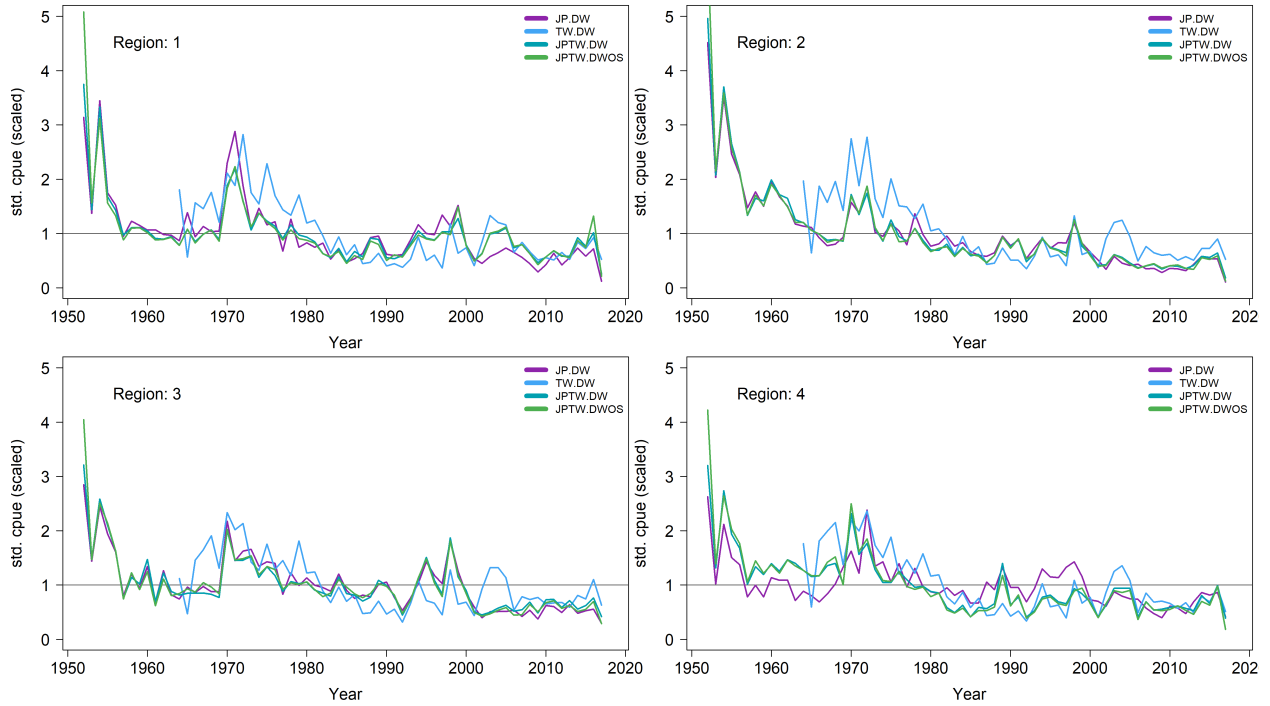 Region: 1
JP.DW
TW.DW
JPTW.DW
JPTW.DWOS
std. cpue (scaled)
5
4
3
2
1
0
1950 1960 1970 1980 1990 2000 2010 2020
Year
Region: 2
JP.DW
TW.DW
JPTW.DW
JPTW.DWOS
std. cpue (scaled)
5
4
3
2
1
0
1950 1960 1970 1980 1990 2000 2010 202
Year
Region: 3
JP.DW
TW.DW
JPTW.DW
JPTW.DWOS
std. cpue (scaled)
5
4
3
2
1
0
1950 1960 1970 1980 1990 2000 2010 2020
Year
Region: 4
JP.DW
TW.DW
JPTW.DW
JPTW.DWOS
std. cpue (scaled)
5
4
3
2
1
0
1950 1960 1970 1980 1990 2000 2010 202
Year